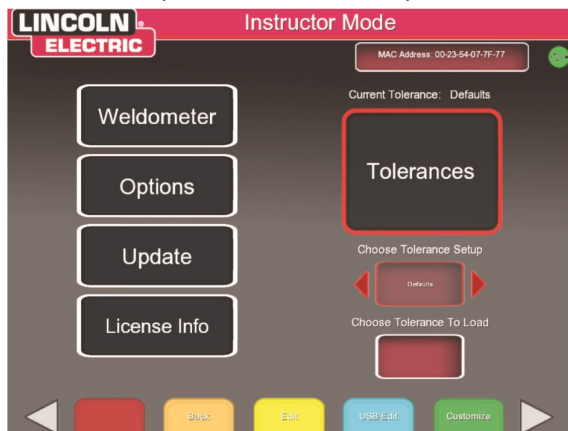 LINCOLN ®
ELECTRIC
Instructor Mode
MAC Address: 00-23-54-07-7F-77
Current Tolerance: Defaults
Weldometer
Tolerances
Options
Choose Tolerance Setup
Update
Defaults
Choose Tolerance To Load
License Info
Back
Edit
USB Edit
Customize